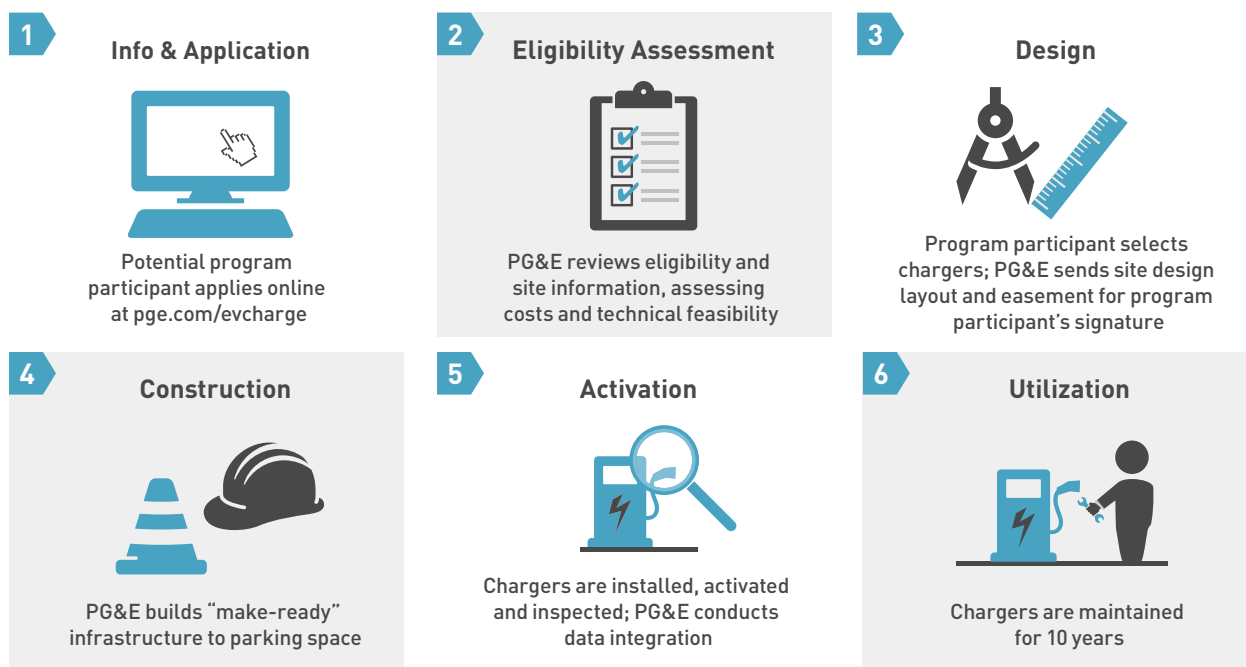 1
Info & Application
Potential program
participant applies online
at pge.com/evcharge
2
Eligibility Assessment
PG&E reviews eligibility and
site information, assessing
costs and technical feasibility
3
Design
Program participant selects
chargers; PG&E sends site design
layout and easement for program
participant’s signature
4
Construction
PG&E builds “make-ready”
infrastructure to parking space
5
Activation
Chargers are installed, activated
and inspected; PG&E conducts
data integration
6
Utilization
Chargers are maintained
for 10 years